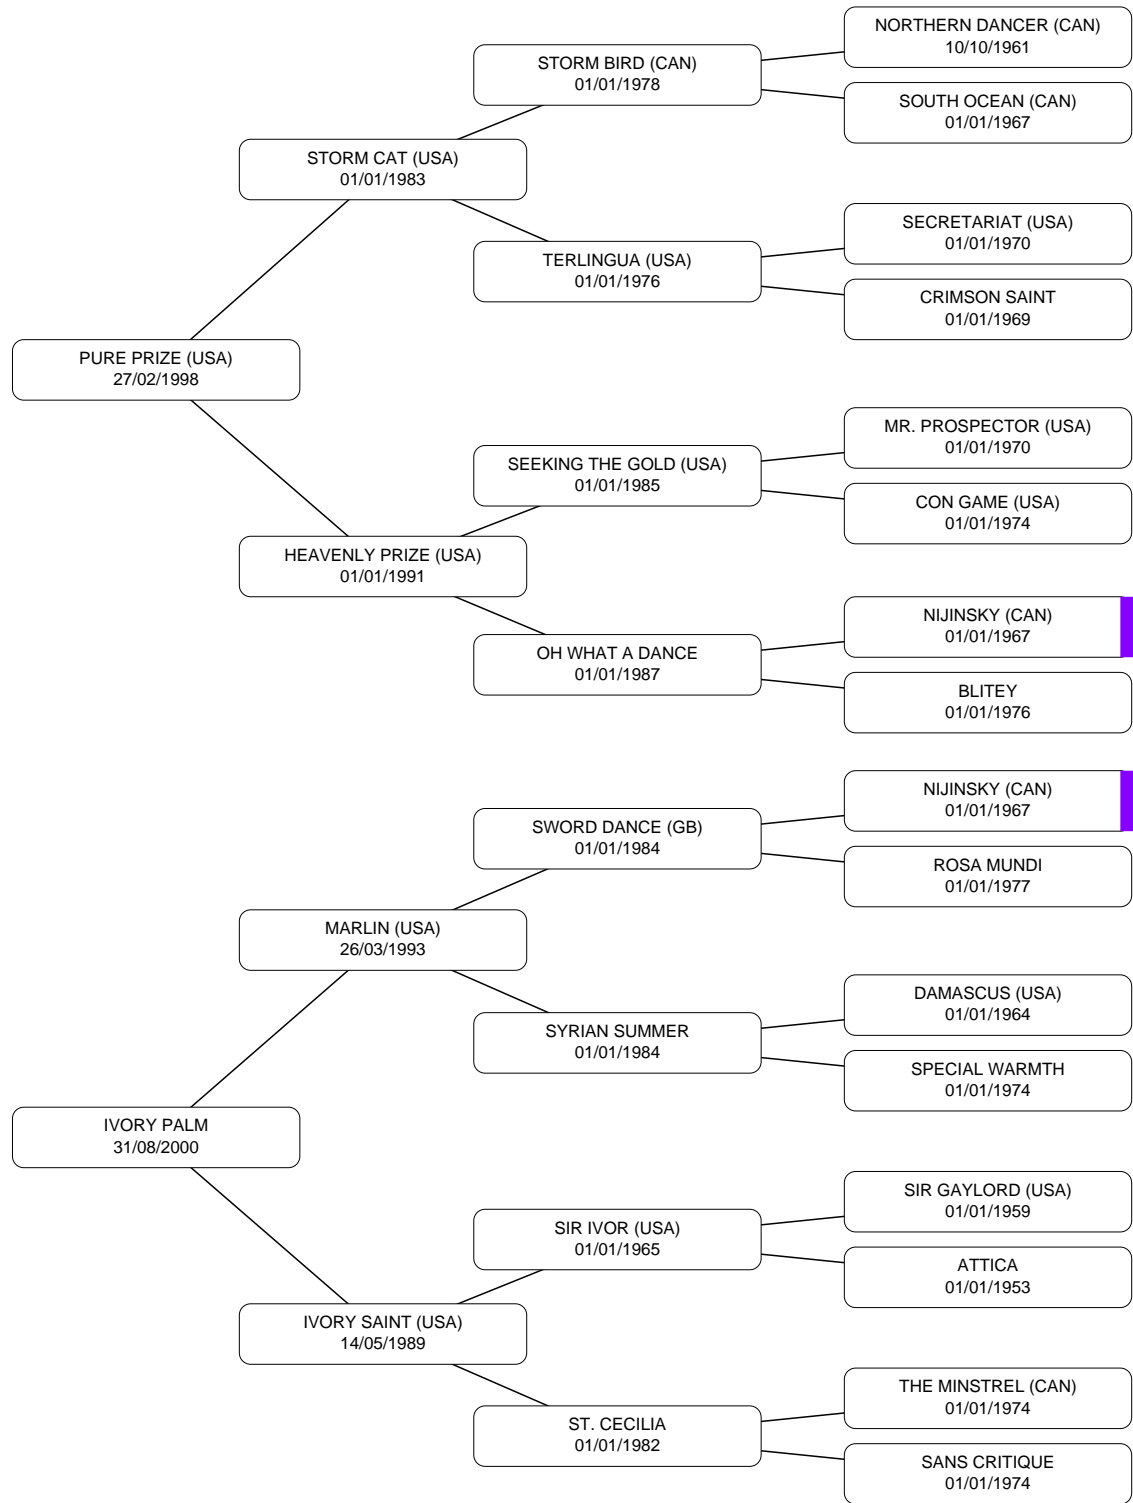 NORTHERN DANCER (CAN)
10/10/1961
STORM BIRD (CAN)
01/01/1978
SOUTH OCEAN (CAN)
01/01/1967
STORM CAT (USA)
01/01/1983
SECRETARIAT (USA)
01/01/1970
TERLINGUA (USA)
01/01/1976
CRIMSON SAINT
01/01/1969
PURE PRIZE (USA)
27/02/1998
MR. PROSPECTOR (USA)
01/01/1970
SEEKING THE GOLD (USA)
01/01/1985
CON GAME (USA)
01/01/1974
HEAVENLY PRIZE (USA)
01/01/1991
NIJINSKY (CAN)
01/01/1967
OH WHAT A DANCE
01/01/1987
BLITEY
01/01/1976
NIJINSKY (CAN)
01/01/1967
SWORD DANCE (GB)
01/01/1984
ROSA MUNDI
01/01/1977
MARLIN (USA)
26/03/1993
DAMASCUS (USA)
01/01/1964
SYRIAN SUMMER
01/01/1984
SPECIAL WARMTH
01/01/1974
IVORY PALM
31/08/2000
SIR GAYLORD (USA)
01/01/1959
SIR IVOR (USA)
01/01/1965
ATTICA
01/01/1953
IVORY SAINT (USA)
14/05/1989
THE MINSTREL (CAN)
01/01/1974
ST. CECILIA
01/01/1982
SANS CRITIQUE
01/01/1974